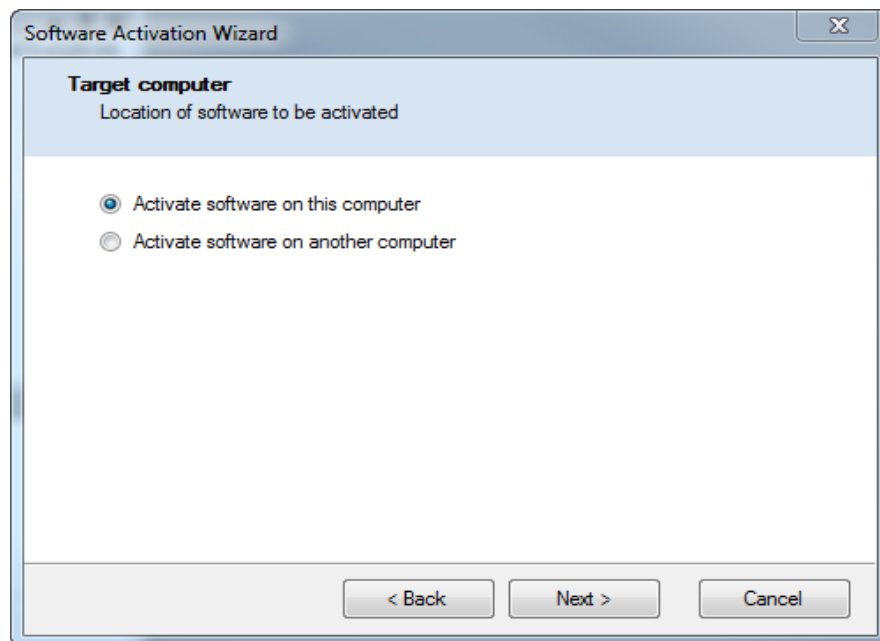 Software Activation Wizard
Target computer
Location of software to be activated
Activate software on this computer
Activate software on another computer
< Back Next > Cancel